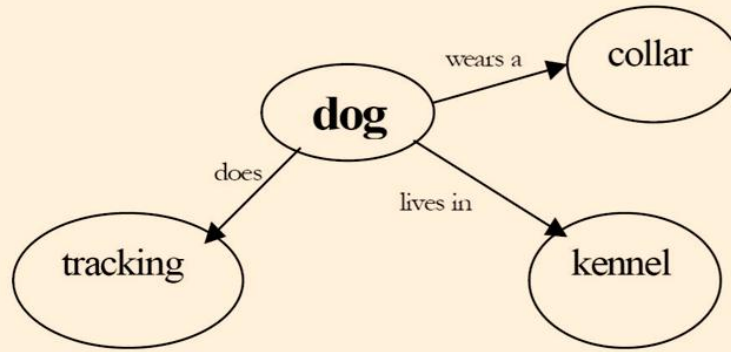 collar
wears a
dog
does
lives in
tracking
kennel